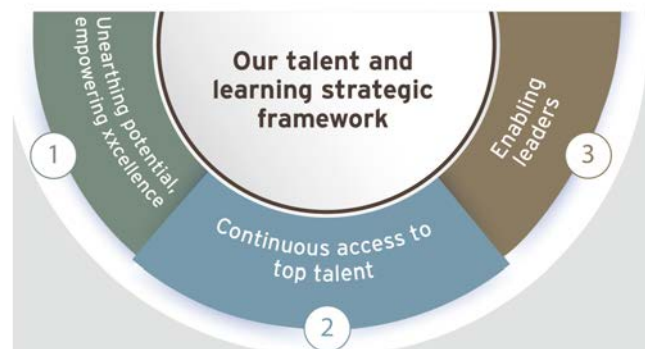 Our talent and
learning strategic
framework
1
Unearthing potential,
empowering xxcellence
2
Continuous access to
top talent
3
Enabling
leaders